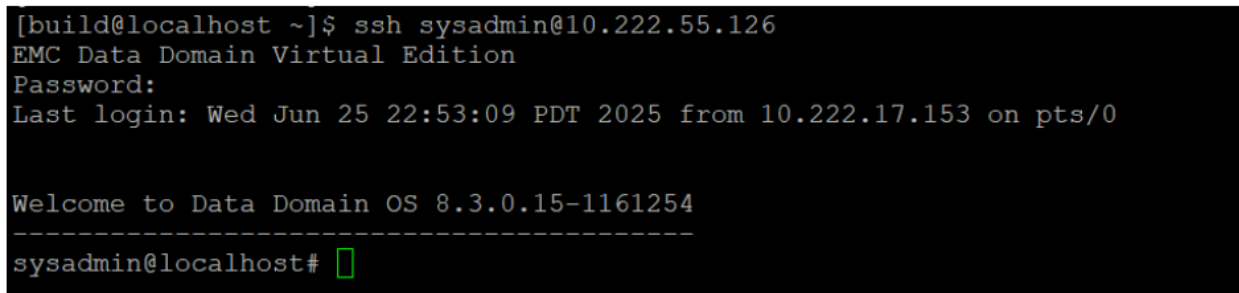 [build@localhost ~]$ ssh sysadmin@10.222.55.126
EMC Data Domain Virtual Edition
Password:
Last login: Wed Jun 25 22:53:09 PDT 2025 from 10.222.17.153 on pts/0
Welcome to Data Domain OS 8.3.0.15-1161254
------------------------------------------
sysadmin@localhost#